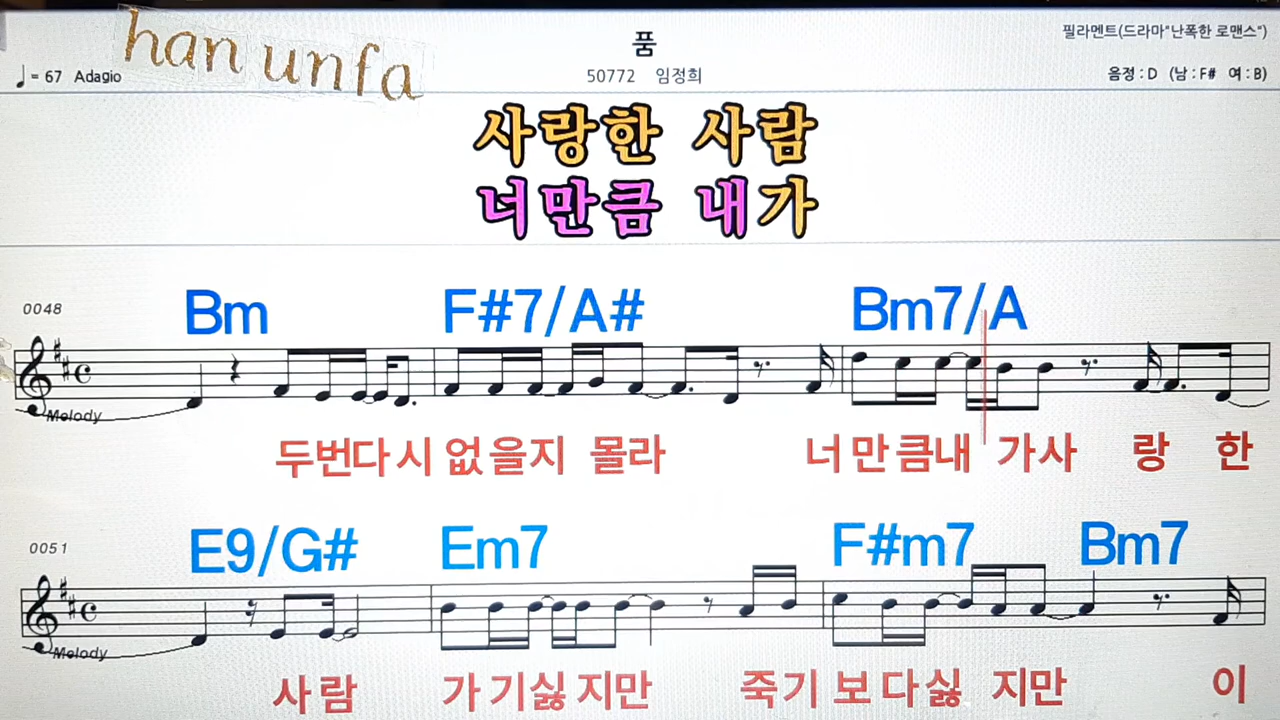 han unfa
품
필라멘트(드라마"난폭한 로맨스")
♩= 67 Adagio
50772 임정희
음정 : D (남 : F# 여 : B)
사랑한 사람
너만큼 내가
0048
Bm F#7/A# Bm7/A
Melody
두번다시 없을지 몰라 너만큼내 가사 랑 한
0051
E9/G# Em7 F#m7 Bm7
Melody
사람 가기싫지만 죽기보다싫 지만 이